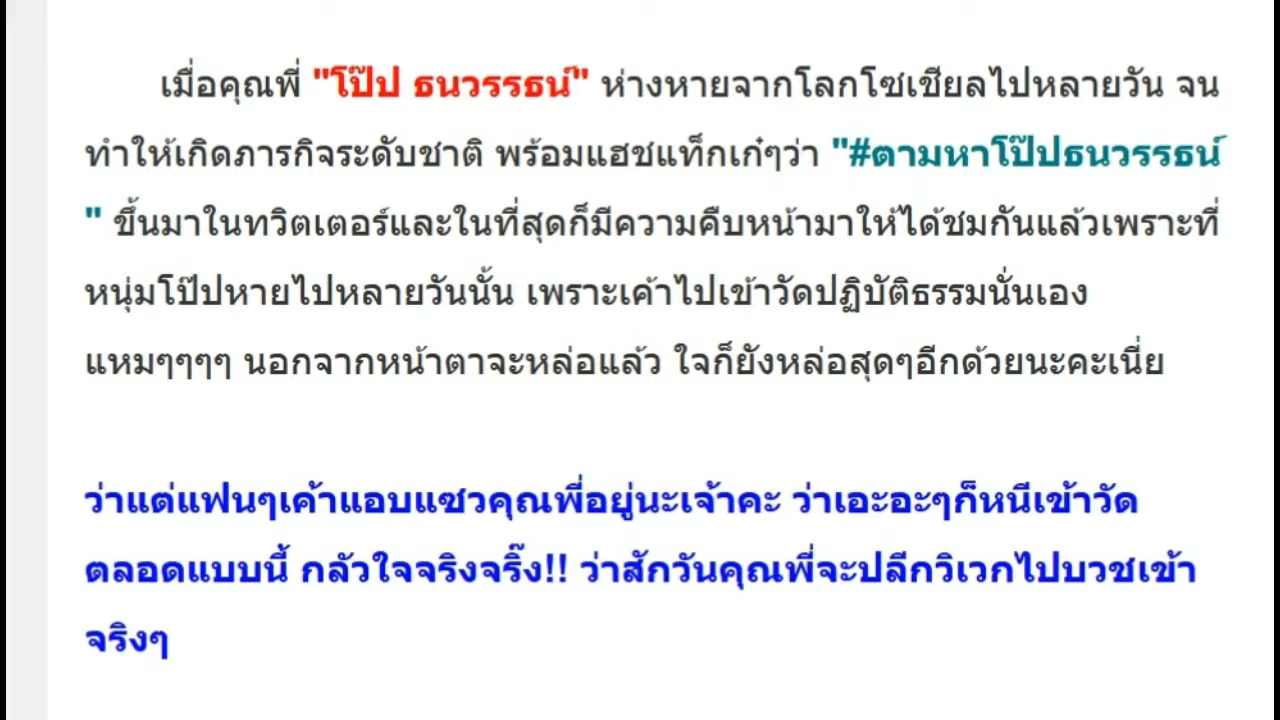 เมื่อคุณพี่ "โป๊ป ธนวรรธน์" ห่างหายจากโลกโซเชียลไปหลายวัน จน
ทำให้เกิดภารกิจระดับชาติ พร้อมแฮชแท็กเก๋ๆว่า "#ตามหาโป๊ปธนวรรธน์
" ขึ้นมาในทวิตเตอร์และในที่สุดก็มีความคืบหน้ามาให้ได้ชมกันแล้วเพราะที่
หนุ่มโป๊ปหายไปหลายวันนั้น เพราะเค้าไปเข้าวัดปฏิบัติธรรมนั่นเอง
แหมๆๆๆๆ นอกจากหน้าตาจะหล่อแล้ว ใจก็ยังหล่อสุดๆอีกด้วยนะคะเนี่ย
ว่าแต่แฟนๆเค้าแอบแซวคุณพี่อยู่นะเจ้าคะ ว่าเอะอะๆก็หนีเข้าวัด
ตลอดแบบนี้ กลัวใจจริงจริ๊ง!! ว่าสักวันคุณพี่จะปลีกวิเวกไปบวชเข้า
จริงๆ